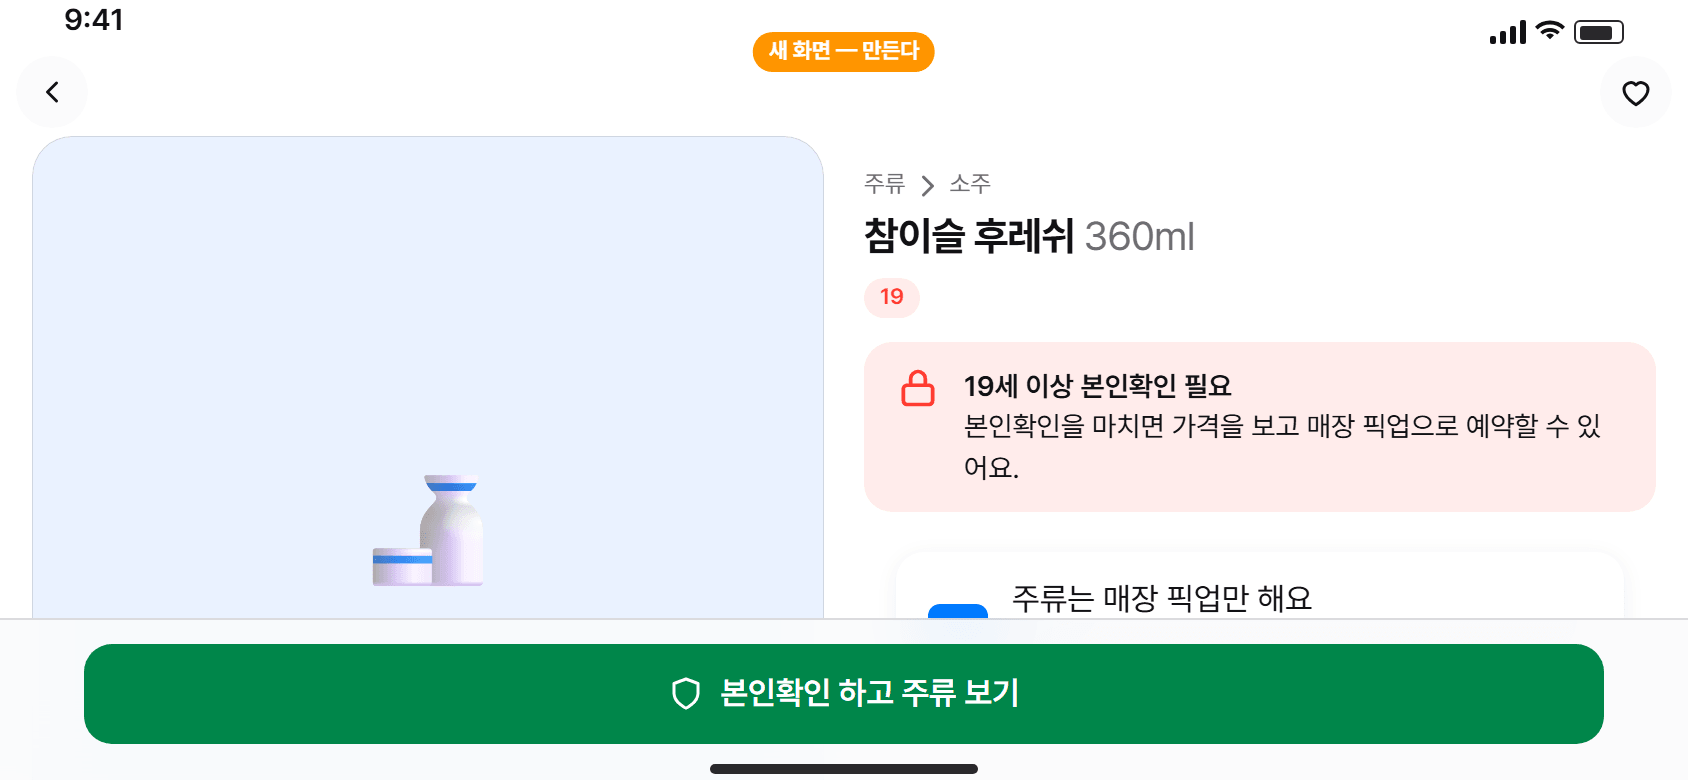 9:41
새 화면 — 만든다
주류 > 소주
참이슬 후레쉬 360ml
19
19세 이상 본인확인 필요
본인확인을 마치면 가격을 보고 매장 픽업으로 예약할 수 있
어요.
주류는 매장 픽업만 해요
본인확인 하고 주류 보기